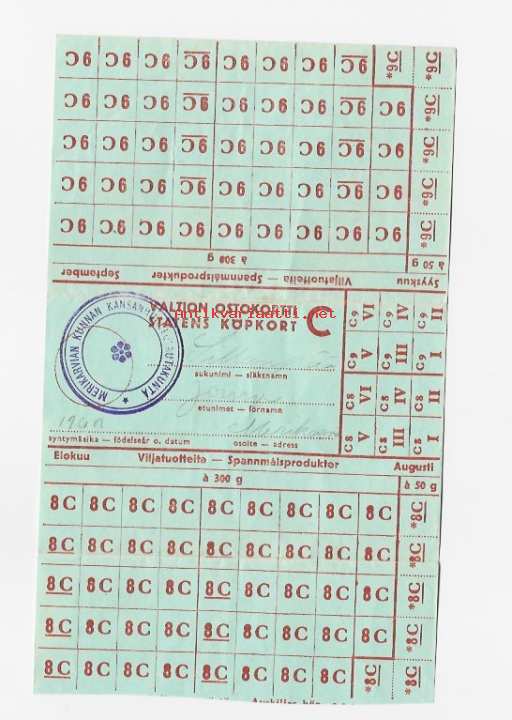 9C 9C 9C 9C 9C 9C 9C 9C *9C *9C
9C 9C 9C 9C 9C 9C 9C 9C 9C *9C
9C 9C 9C 9C 9C 9C 9C 9C 9C *9C
9C 9C 9C 9C 9C 9C 9C 9C 9C *9C
9C 9C 9C 9C 9C 9C 9C 9C 9C *9C
à 300 g à 50 g
Syyskuu Viljatuotteita — Spannmålsprodukter September
VALTION OSTOKORTTI
STATENS KÖPKORT C
antiikvaraatti.net
MERIKARVIAN KUNNAN KANSANHUOLTOLAUTAKUNTA
sukunimi — släktnamn
etunimet — förnamn
syntymäaika — födelseår o. datum osoite — adress
C9 VI C9 IV C9 II
C9 V C9 III C9 I
C8 VI C8 IV C8 II
C8 V C8 III C8 I
Elokuu Viljatuotteita — Spannmålsprodukter Augusti
à 300 g à 50 g
8C 8C 8C 8C 8C 8C 8C 8C 8C *8C
8C 8C 8C 8C 8C 8C 8C 8C 8C *8C
8C 8C 8C 8C 8C 8C 8C 8C 8C *8C
8C 8C 8C 8C 8C 8C 8C 8C 8C *8C
8C 8C 8C 8C 8C 8C 8C 8C *8C *8C